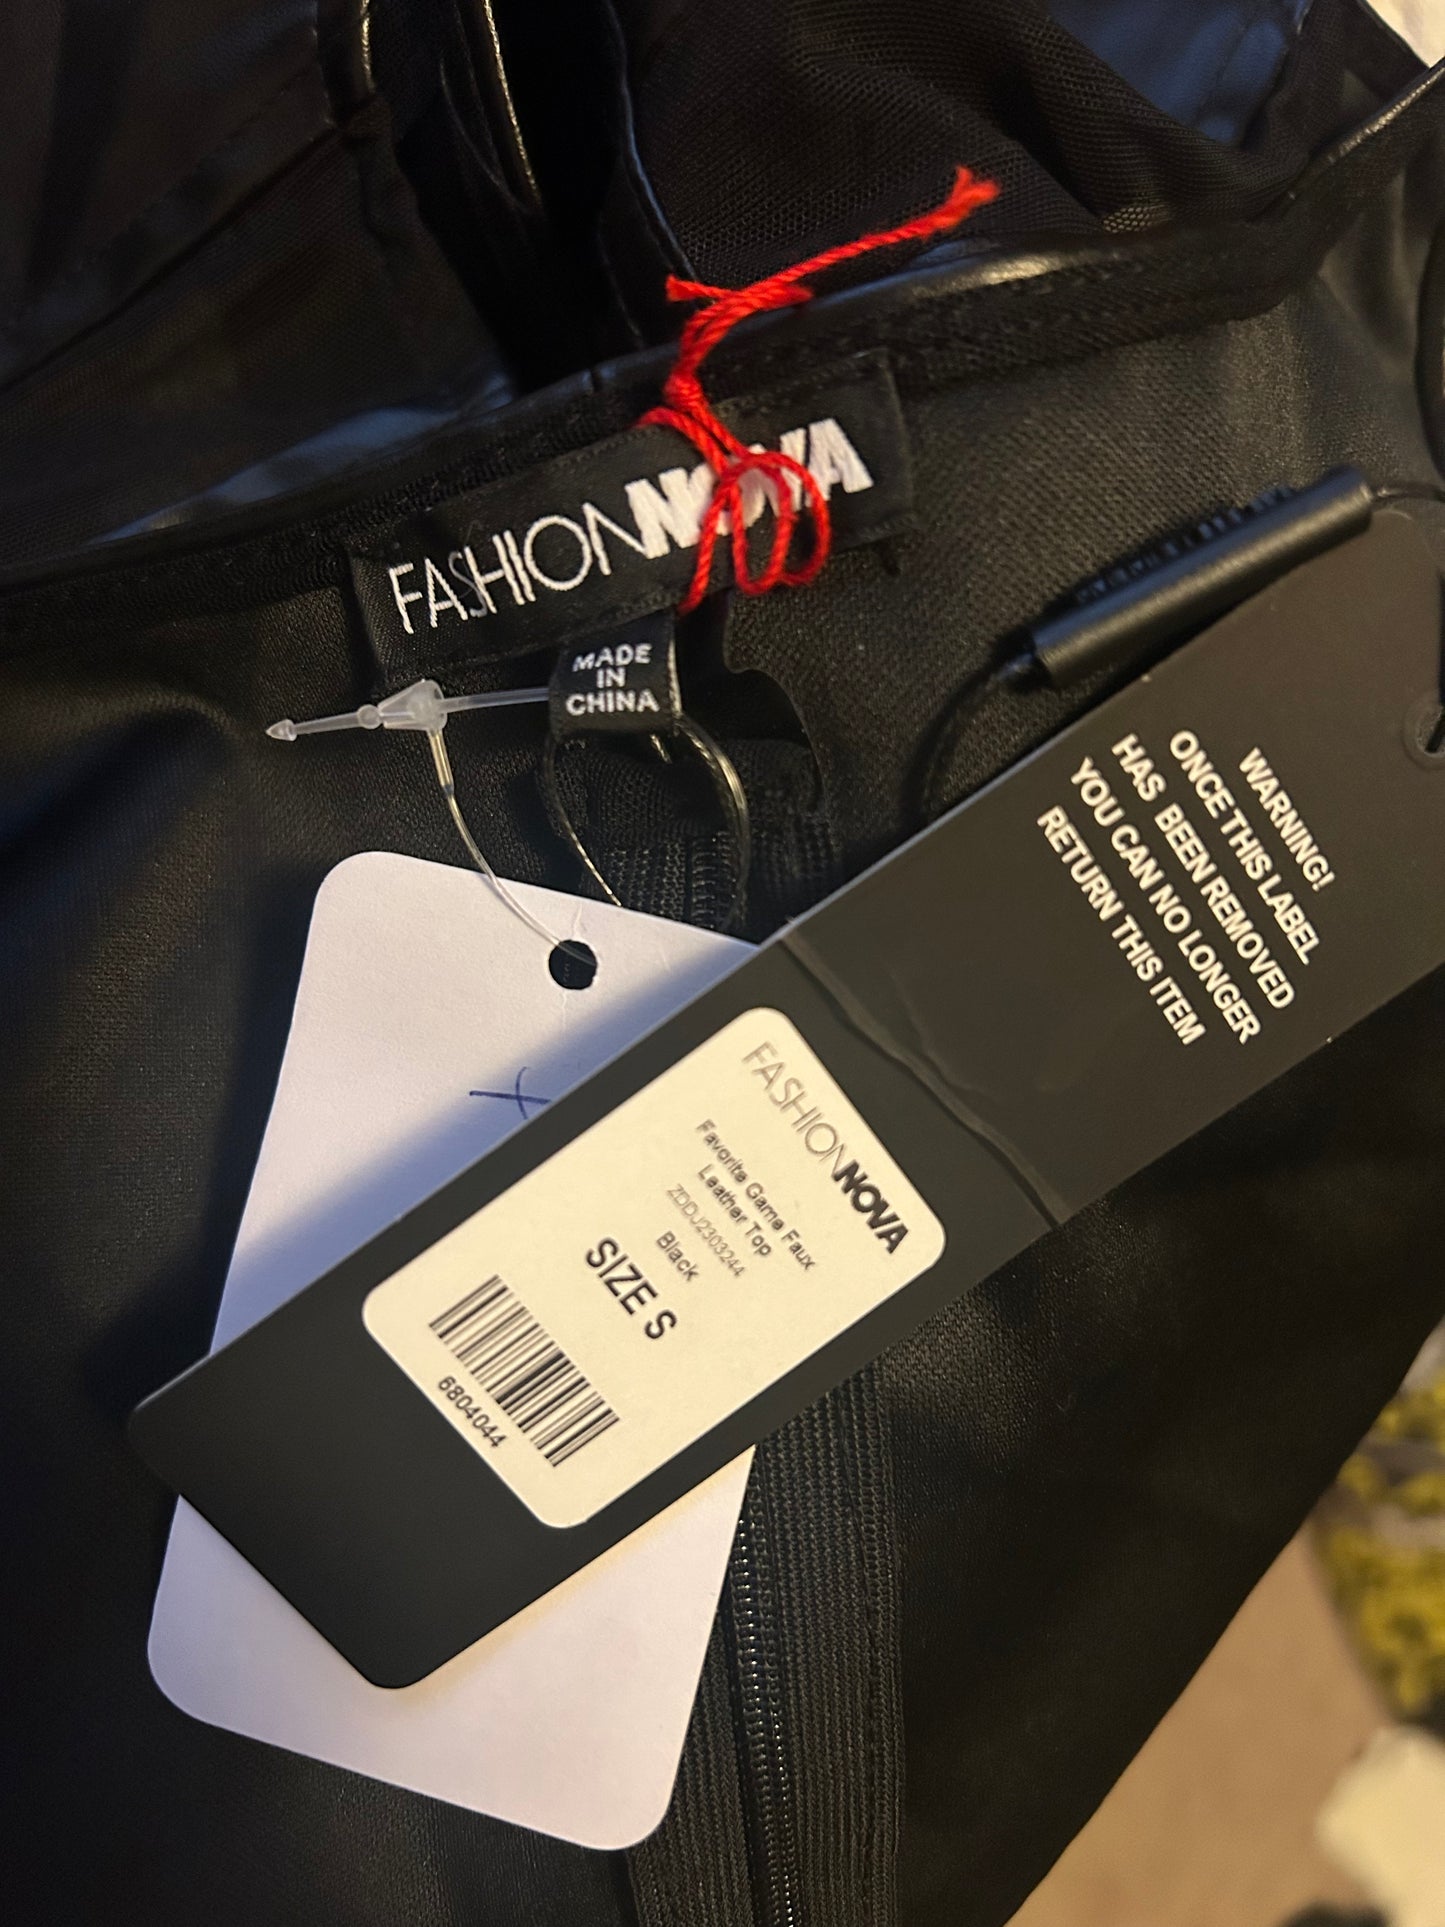 FASHIONNOVA
MADE
IN
CHINA
WARNING!
ONCE THIS LABEL
HAS BEEN REMOVED
YOU CAN NO LONGER
RETURN THIS ITEM
FASHIONNOVA
Favorite Game Faux
Leather Top
ZDDJ2303244
Black
SIZE S
6804044